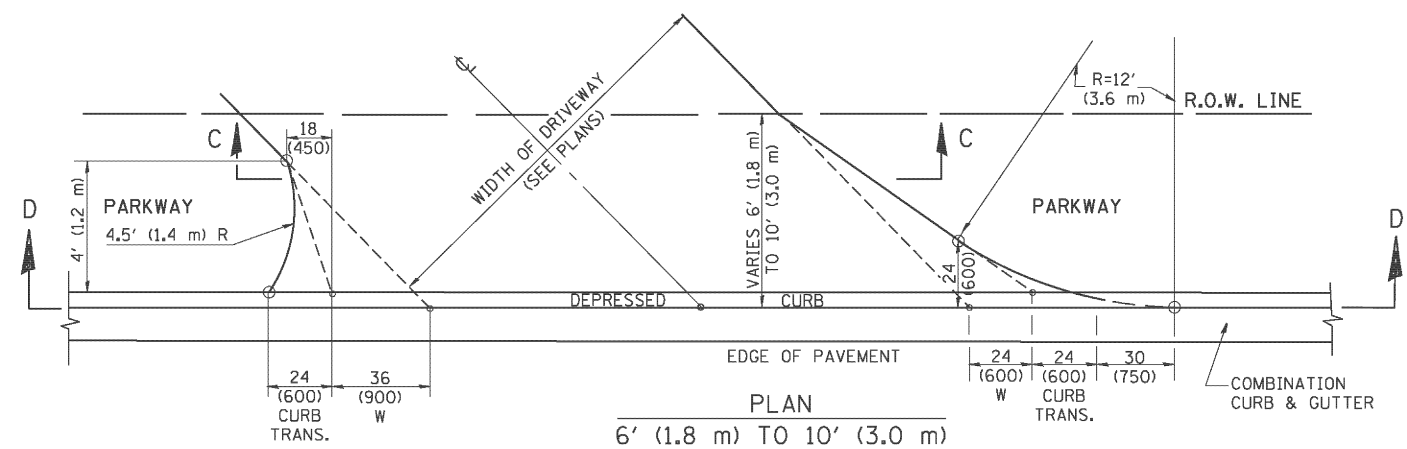 ℄
WIDTH OF DRIVEWAY
(SEE PLANS)
R=12'
(3.6 m)
R.O.W. LINE
18
(450)
C
C
4' (1.2 m)
PARKWAY
4.5' (1.4 m) R
VARIES 6' (1.8 m)
TO 10' (3.0 m)
PARKWAY
D
D
24
(600)
DEPRESSED CURB
EDGE OF PAVEMENT
24
(600)
CURB
TRANS.
36
(900)
W
24
(600)
W
24
(600)
CURB
TRANS.
30
(750)
COMBINATION
CURB & GUTTER
PLAN
6' (1.8 m) TO 10' (3.0 m)